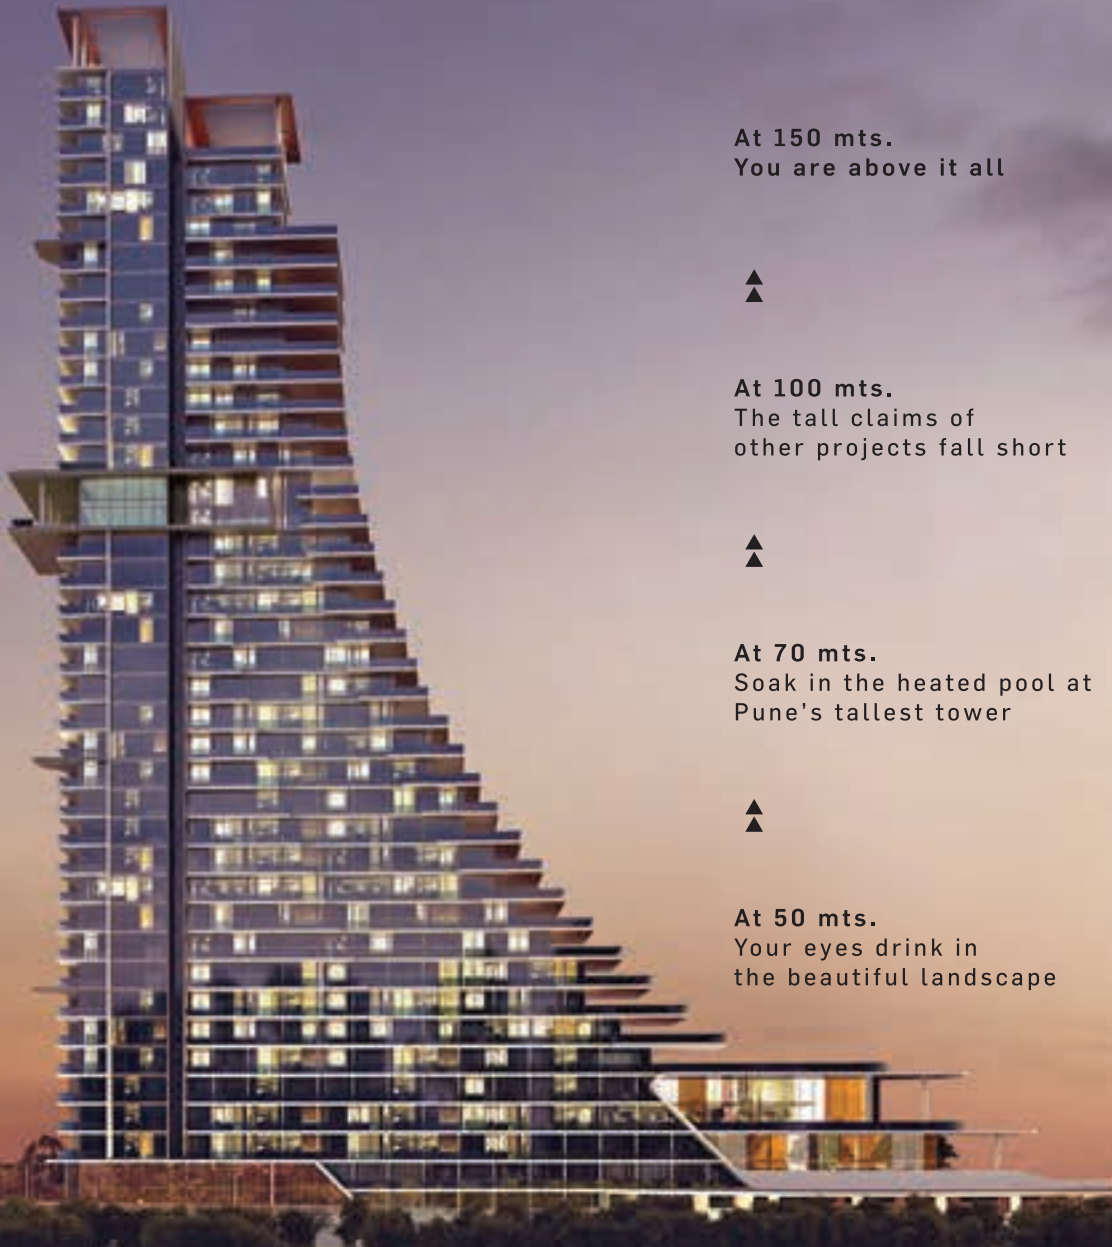 At 150 mts.
You are above it all
At 100 mts.
The tall claims of
other projects fall short
At 70 mts.
Soak in the heated pool at
Pune's tallest tower
At 50 mts.
Your eyes drink in
the beautiful landscape